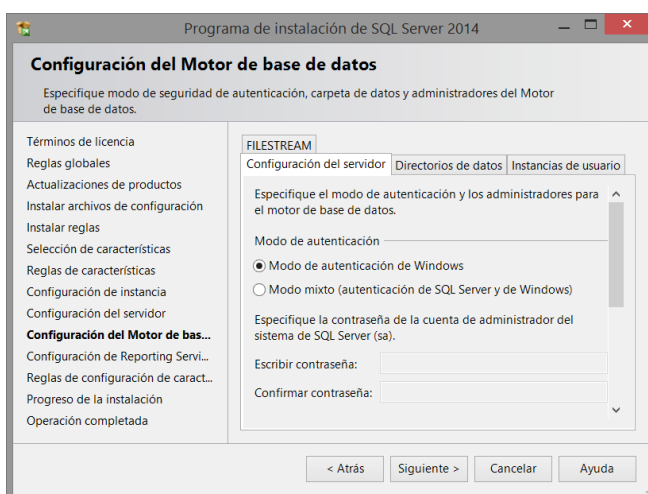 Programa de instalación de SQL Server 2014
Configuración del Motor de base de datos
Especifique modo de seguridad de autenticación, carpeta de datos y administradores del Motor
de base de datos.
Términos de licencia
Reglas globales
Actualizaciones de productos
Instalar archivos de configuración
Instalar reglas
Selección de características
Reglas de características
Configuración de instancia
Configuración del servidor
Configuración del Motor de bas...
Configuración de Reporting Servi...
Reglas de configuración de caract...
Progreso de la instalación
Operación completada
FILESTREAM
Configuración del servidor Directorios de datos Instancias de usuario
Especifique el modo de autenticación y los administradores para
el motor de base de datos.
Modo de autenticación
Modo de autenticación de Windows
Modo mixto (autenticación de SQL Server y de Windows)
Especifique la contraseña de la cuenta de administrador del
sistema de SQL Server (sa).
Escribir contraseña:
Confirmar contraseña:
< Atrás Siguiente > Cancelar Ayuda